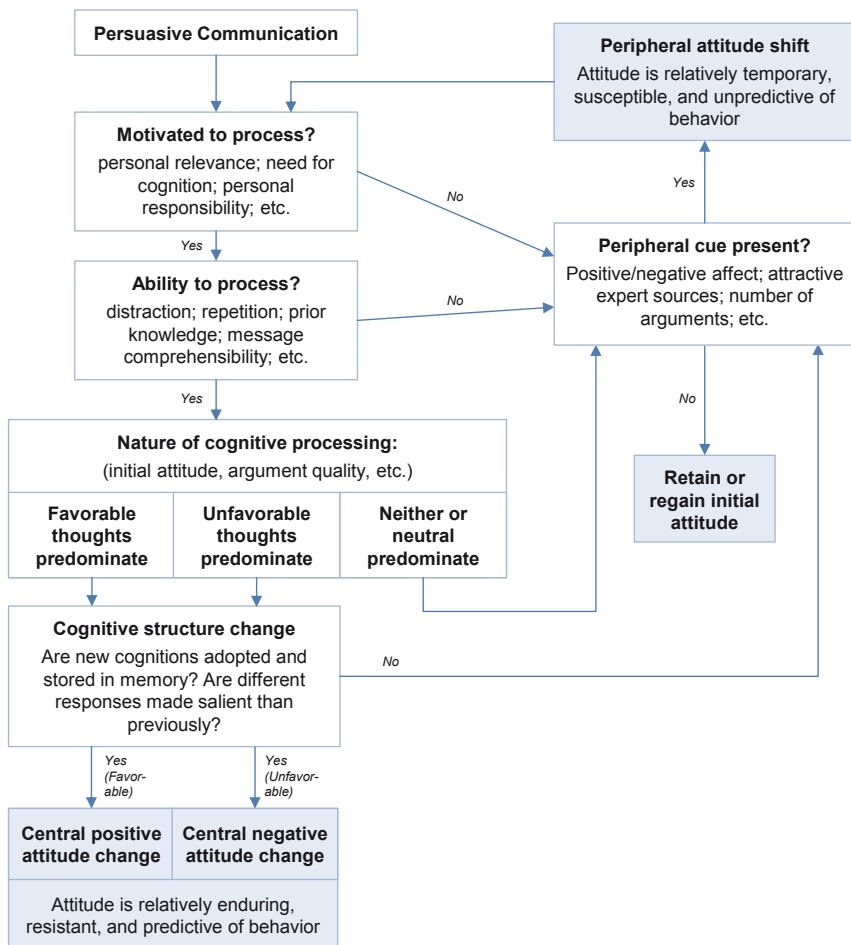 Persuasive Communication
Peripheral attitude shift
Attitude is relatively temporary,
susceptible, and unpredictive of
behavior
Motivated to process?
personal relevance; need for
cognition; personal
responsibility; etc.
No
Yes
Yes
Peripheral cue present?
Positive/negative affect; attractive
expert sources; number of
arguments; etc.
Ability to process?
distraction; repetition; prior
knowledge; message
comprehensibility; etc.
No
Yes
No
Nature of cognitive processing:
(initial attitude, argument quality, etc.)
Favorable
thoughts
predominate
Unfavorable
thoughts
predominate
Neither or
neutral
predominate
Retain or
regain initial
attitude
Cognitive structure change
Are new cognitions adopted and
stored in memory? Are different
responses made salient than
previously?
No
Yes
(Favor-
able)
Yes
(Unfavor-
able)
Central positive
attitude change
Central negative
attitude change
Attitude is relatively enduring,
resistant, and predictive of behavior